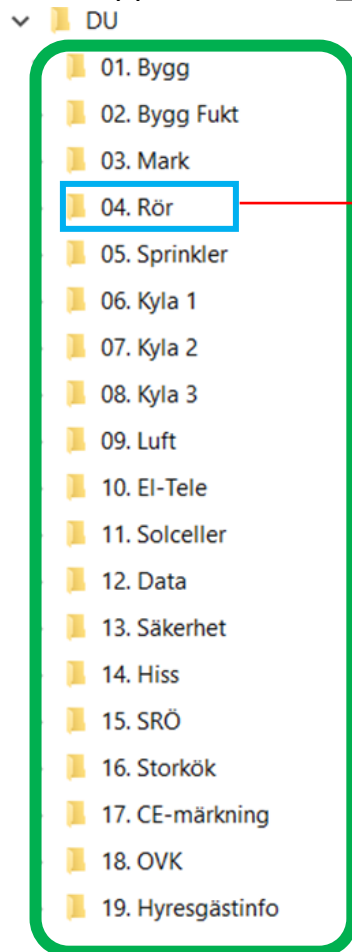 DU
01. Bygg
02. Bygg Fukt
03. Mark
04. Rör
05. Sprinkler
06. Kyla 1
07. Kyla 2
08. Kyla 3
09. Luft
10. El-Tele
11. Solceller
12. Data
13. Säkerhet
14. Hiss
15. SRÖ
16. Storkök
17. CE-märkning
18. OVK
19. Hyresgästinfo